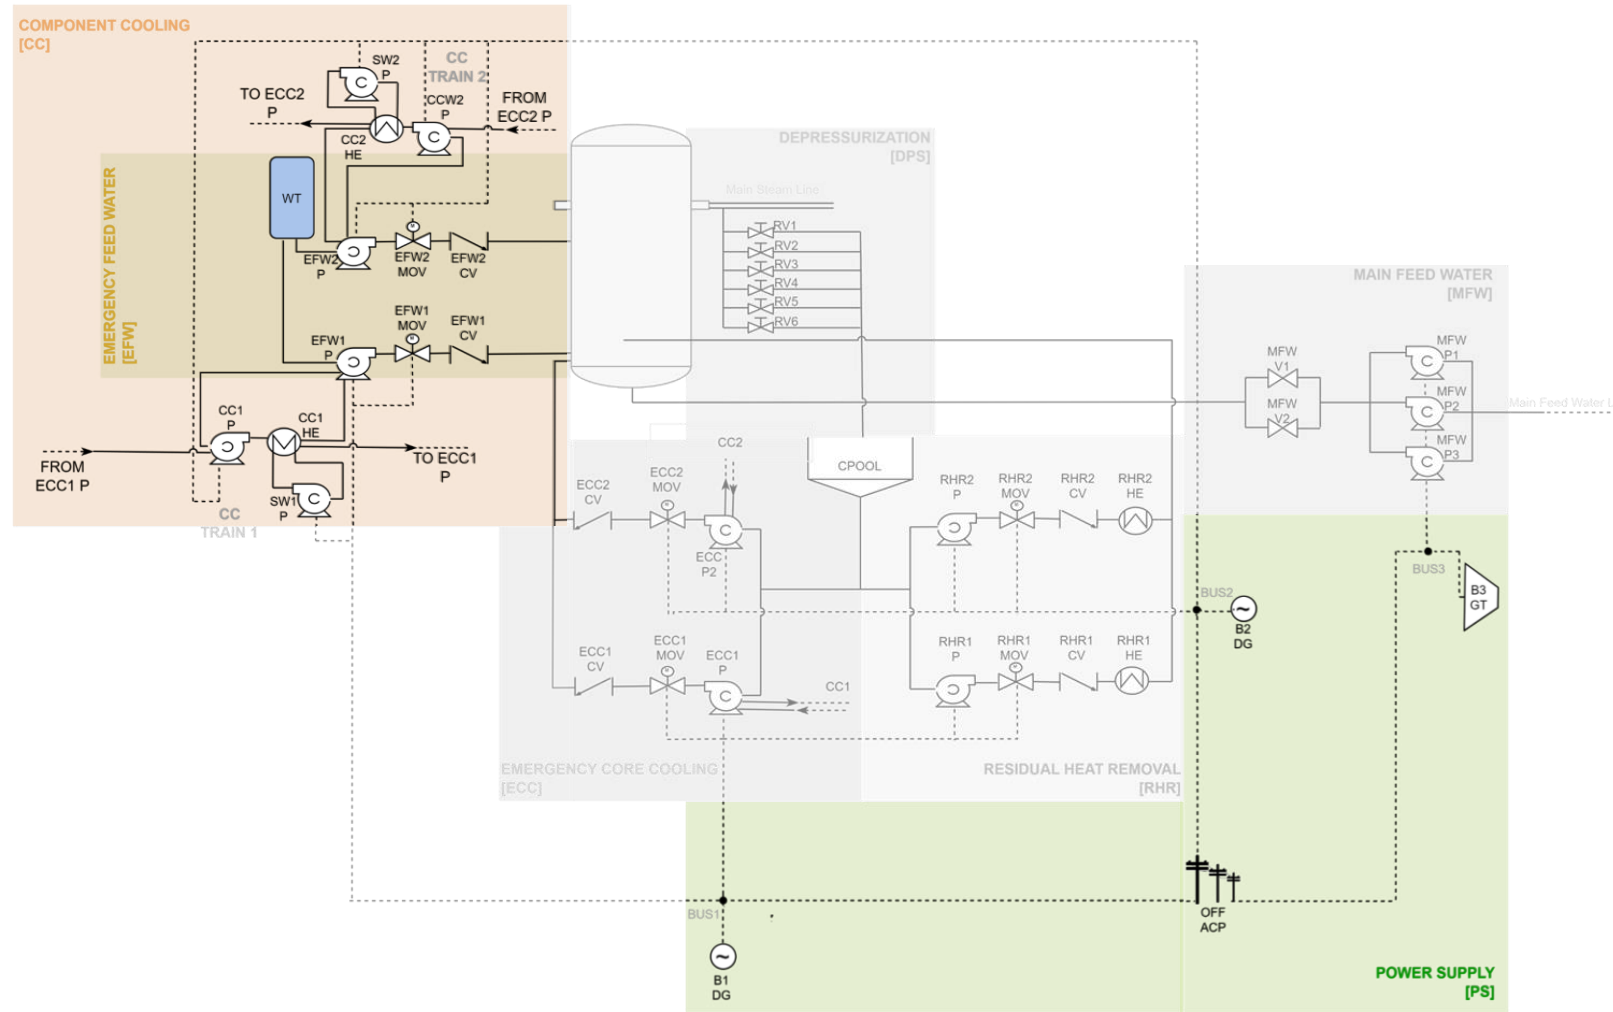 COMPONENT COOLING
[CC]
SW2
P
CC
TRAIN 2
TO ECC2
P
CCW2
P
FROM
ECC2 P
CC2
HE
EMERGENCY FEED WATER
[EFW]
WT
EFW2
P
EFW2
MOV
EFW2
CV
EFW1
P
EFW1
MOV
EFW1
CV
CC1
P
CC1
HE
FROM
ECC1 P
TO ECC1
P
SW1
P
CC
TRAIN 1
DEPRESSURIZATION
[DPS]
Main Steam Line
RV1
RV2
RV3
RV4
RV5
RV6
MAIN FEED WATER
[MFW]
MFW
V1
MFW
V2
MFW
P1
MFW
P2
MFW
P3
Main Feed Water L
CC2
CPOOL
ECC2
CV
ECC2
MOV
ECC
P2
RHR2
P
RHR2
MOV
RHR2
CV
RHR2
HE
ECC1
CV
ECC1
MOV
ECC1
P
CC1
RHR1
P
RHR1
MOV
RHR1
CV
RHR1
HE
EMERGENCY CORE COOLING
[ECC]
RESIDUAL HEAT REMOVAL
[RHR]
BUS2
B2
DG
BUS3
B3
GT
BUS1
B1
DG
OFF
ACP
POWER SUPPLY
[PS]